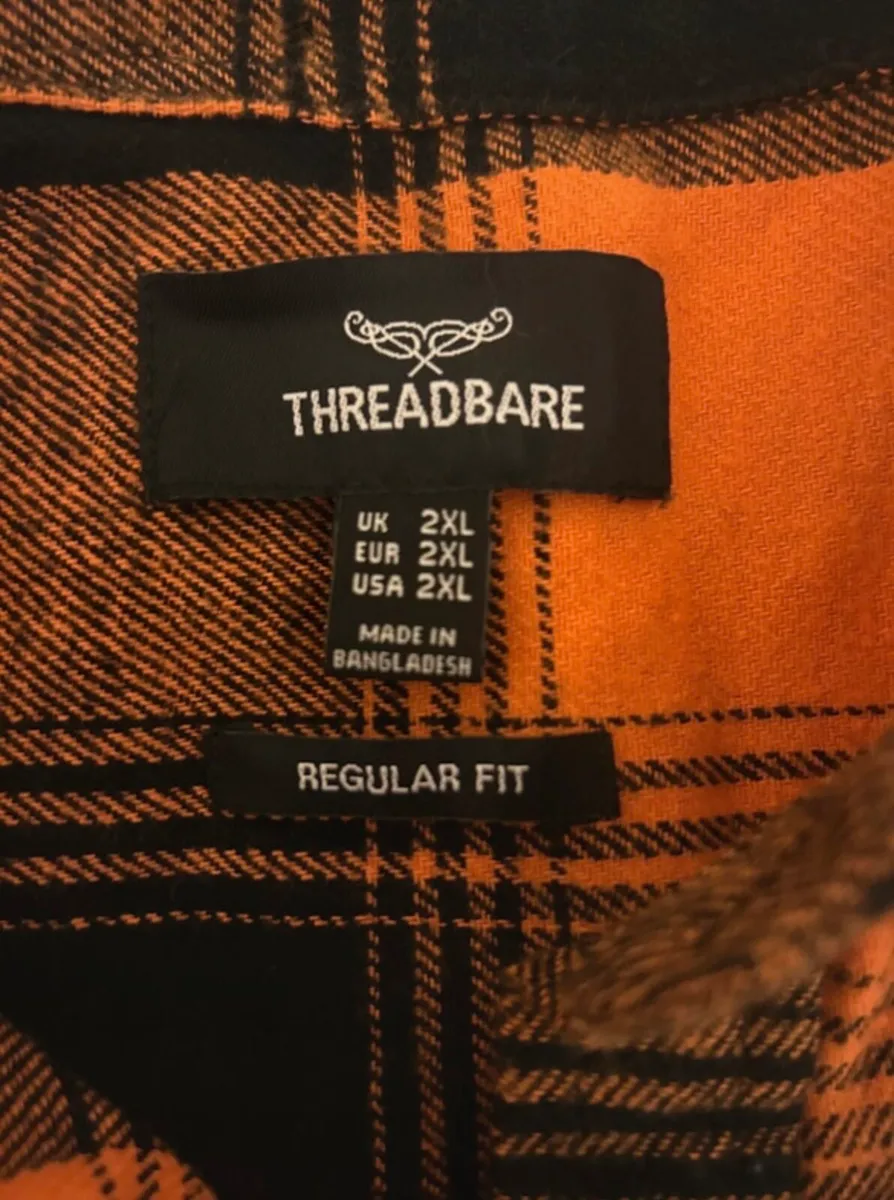 THREADBARE
UK 2XL
EUR 2XL
USA 2XL
MADE IN
BANGLADESH
REGULAR FIT